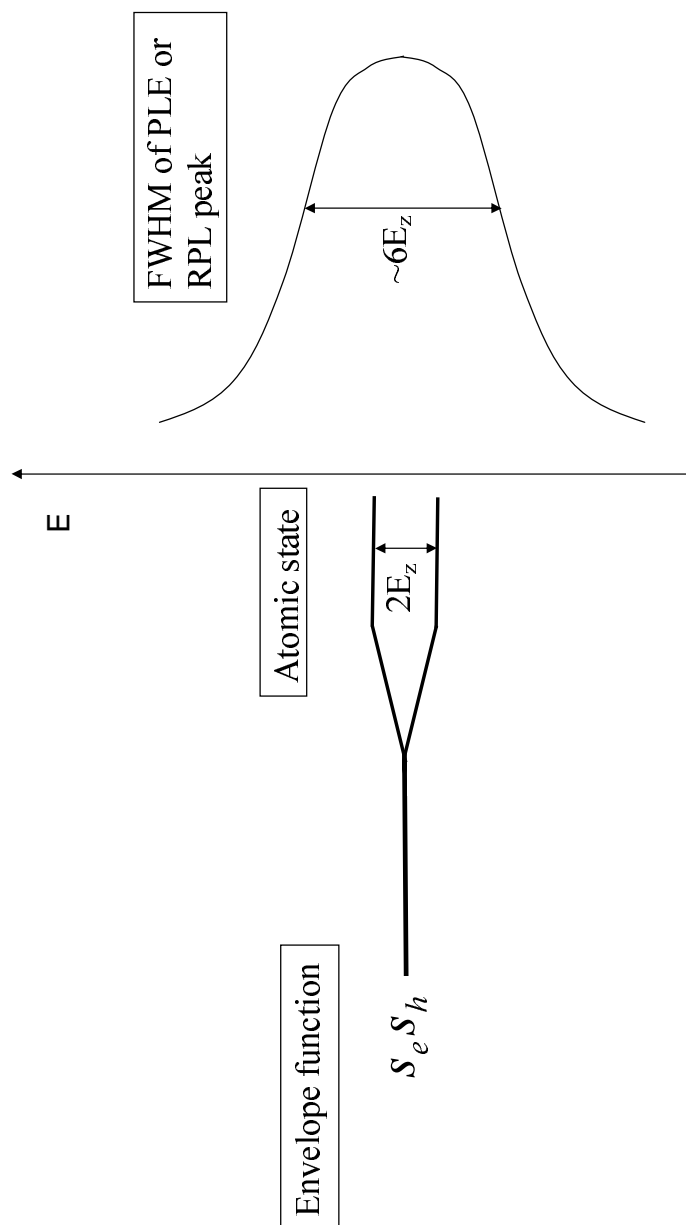 Envelope function
Atomic state
E
FWHM of PLE or
RPL peak
s_e s_h
2E_z
~6E_z